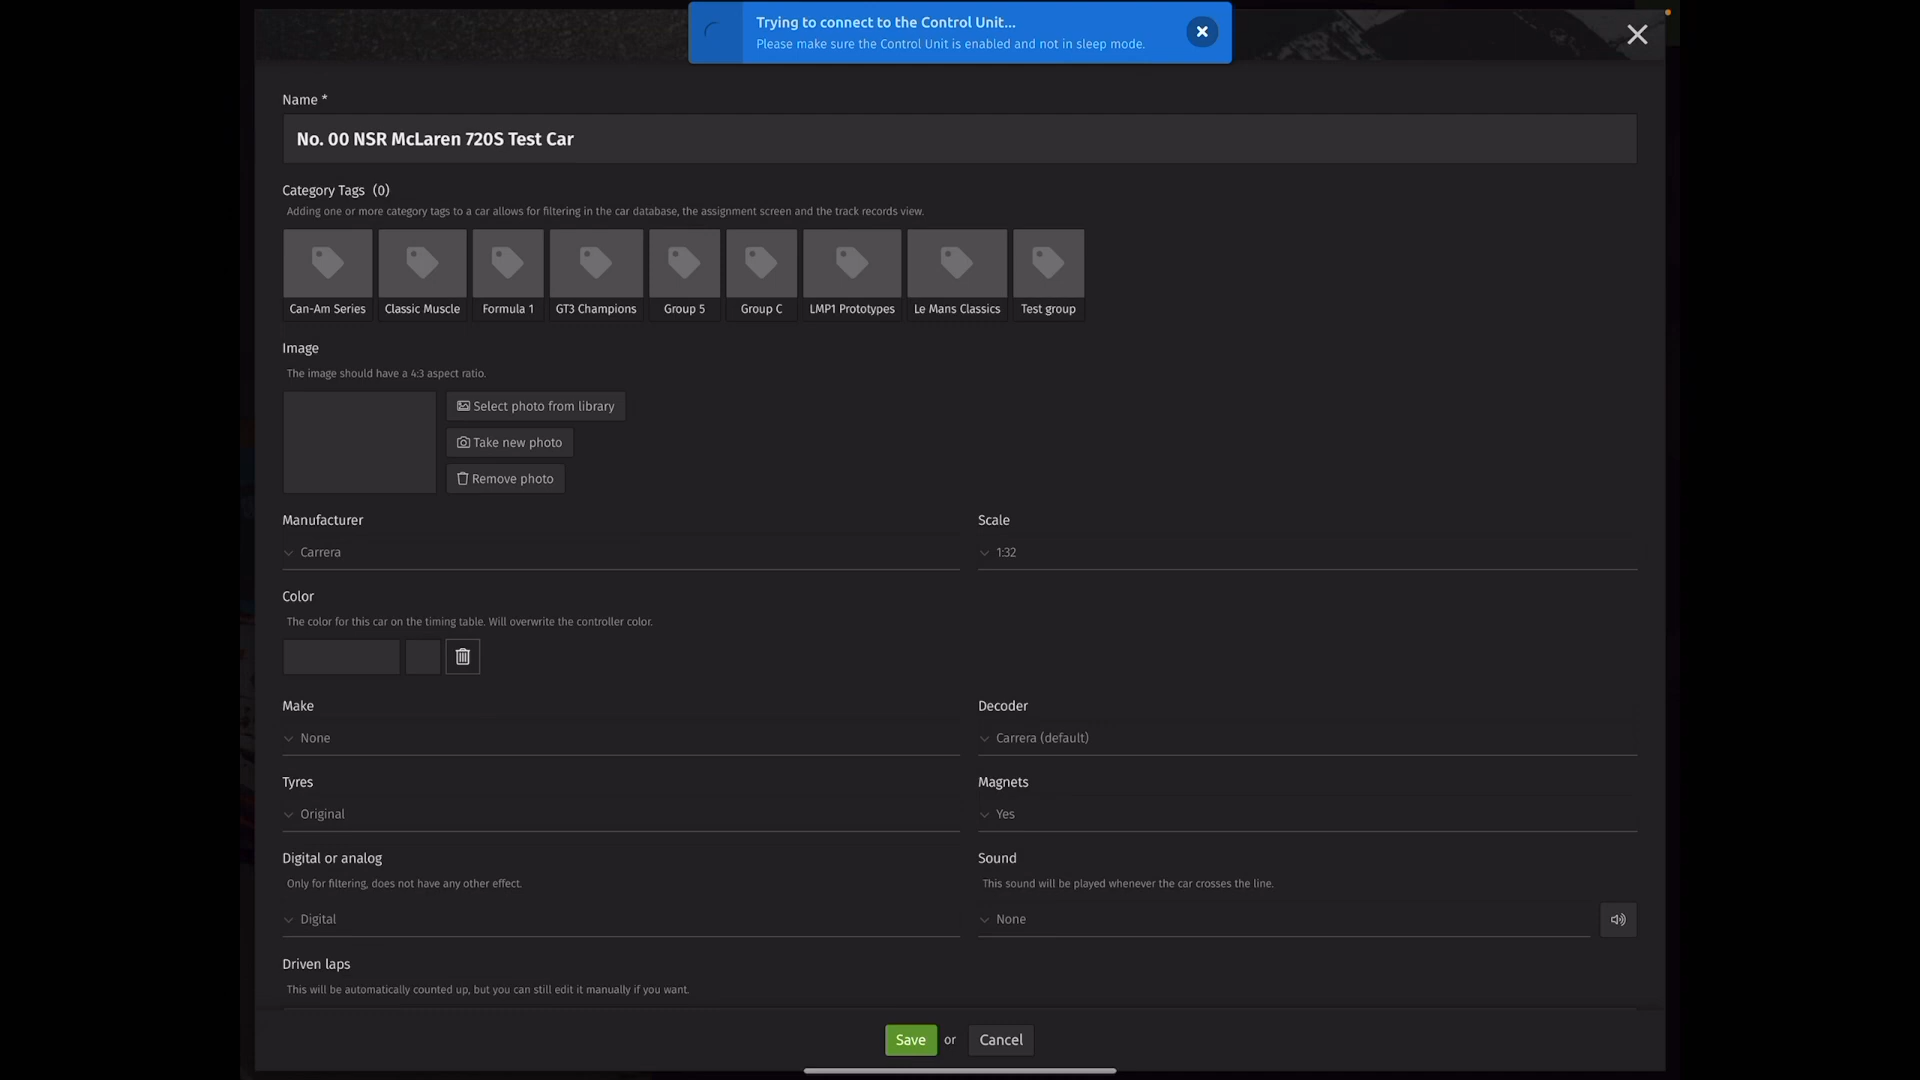 Trying to connect to the Control Unit...
Please make sure the Control Unit is enabled and not in sleep mode.
Name *
No. 00 NSR McLaren 720S Test Car
Category Tags (0)
Adding one or more category tags to a car allows for filtering in the car database, the assignment screen and the track records view.
Can-Am Series
Classic Muscle
Formula 1
GT3 Champions
Group 5
Group C
LMP1 Prototypes
Le Mans Classics
Test group
Image
The image should have a 4:3 aspect ratio.
Select photo from library
Take new photo
Remove photo
Manufacturer
Carrera
Scale
1:32
Color
The color for this car on the timing table. Will overwrite the controller color.
Make
None
Decoder
Carrera (default)
Tyres
Original
Magnets
Yes
Digital or analog
Only for filtering, does not have any other effect.
Digital
Sound
This sound will be played whenever the car crosses the line.
None
Driven laps
This will be automatically counted up, but you can still edit it manually if you want.
Save or Cancel